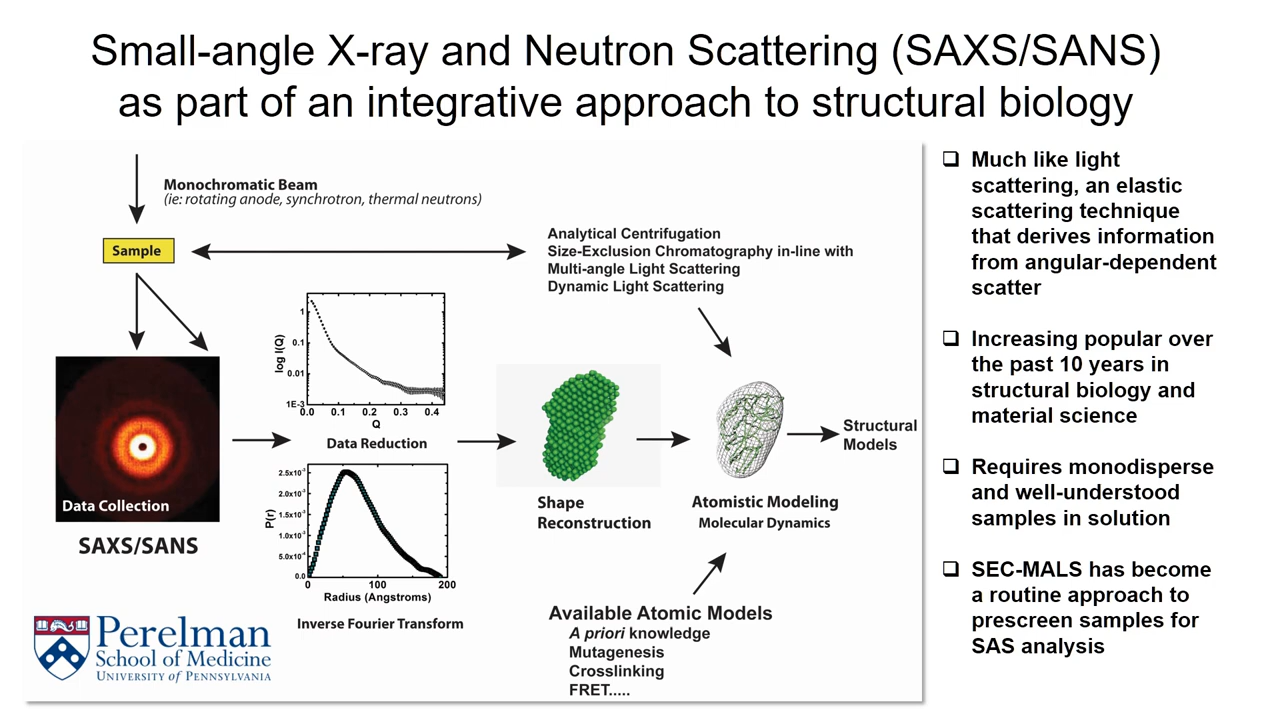 Small-angle X-ray and Neutron Scattering (SAXS/SANS)
as part of an integrative approach to structural biology
Monochromatic Beam
(ie: rotating anode, synchrotron, thermal neutrons)
Sample
Analytical Centrifugation
Size-Exclusion Chromatography in-line with
Multi-angle Light Scattering
Dynamic Light Scattering
Data Collection
SAXS/SANS
log I(Q)
1
0.1
0.01
1E-3
0.0 0.1 0.2 0.3 0.4
Q
Data Reduction
P(r)
2.5x10⁻³
2.0x10⁻³
1.5x10⁻³
1.0x10⁻³
5.0x10⁻⁴
0.0
0 100 200
Radius (Angstroms)
Inverse Fourier Transform
Shape
Reconstruction
Atomistic Modeling
Molecular Dynamics
Structural
Models
Available Atomic Models
A priori knowledge
Mutagenesis
Crosslinking
FRET.....
Perelman
School of Medicine
University of Pennsylvania
❑ Much like light
scattering, an elastic
scattering technique
that derives information
from angular-dependent
scatter
❑ Increasing popular over
the past 10 years in
structural biology and
material science
❑ Requires monodisperse
and well-understood
samples in solution
❑ SEC-MALS has become
a routine approach to
prescreen samples for
SAS analysis